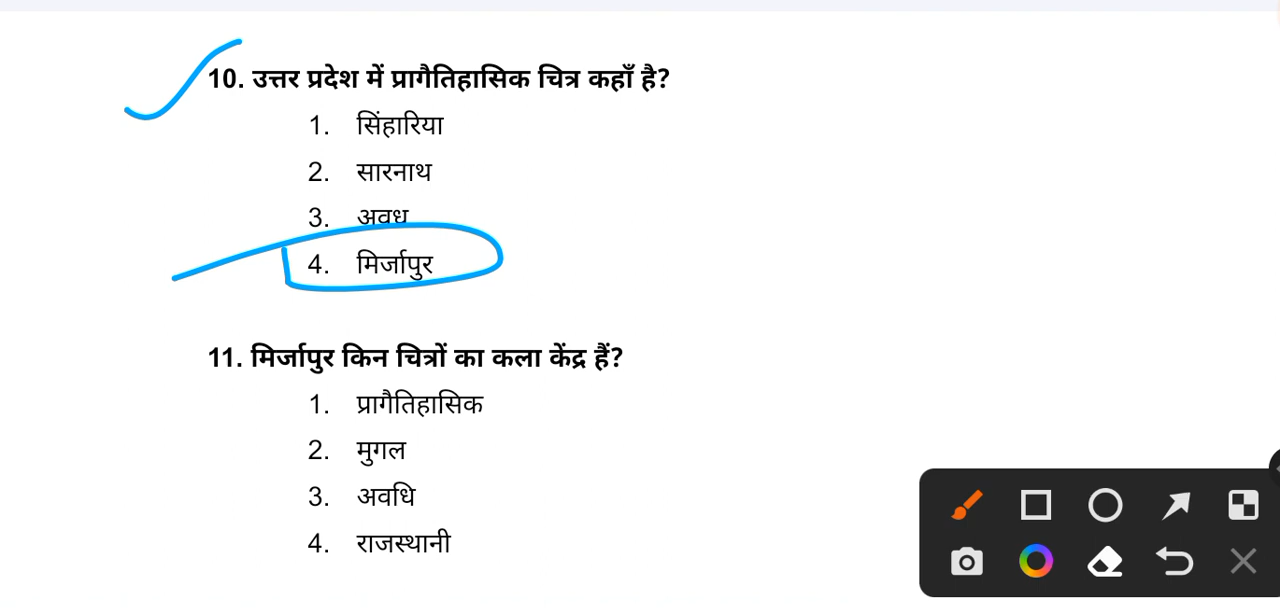 10. उत्तर प्रदेश में प्रागैतिहासिक चित्र कहाँ है?
1. सिंहारिया
2. सारनाथ
3. अवध
4. मिर्जापुर
11. मिर्जापुर किन चित्रों का कला केंद्र हैं?
1. प्रागैतिहासिक
2. मुगल
3. अवधि
4. राजस्थानी